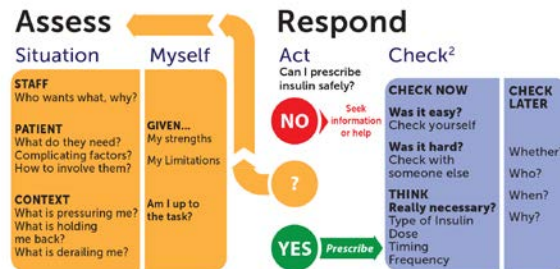 Assess
Situation
Myself
STAFF
Who wants what, why?
PATIENT
What do they need?
Complicating factors?
How to involve them?
CONTEXT
What is pressuring me?
What is holding
me back?
What is derailing me?
GIVEN...
My strengths
My Limitations
Am I up to
the task?
Respond
Act
Can I prescribe
insulin safely?
NO
Seek
information
or help
?
YES
Prescribe
Check²
CHECK NOW
Was it easy?
Check yourself
Was it hard?
Check with
someone else
THINK
Really necessary?
Type of Insulin
Dose
Timing
Frequency
CHECK
LATER
Whether?
Who?
When?
Why?